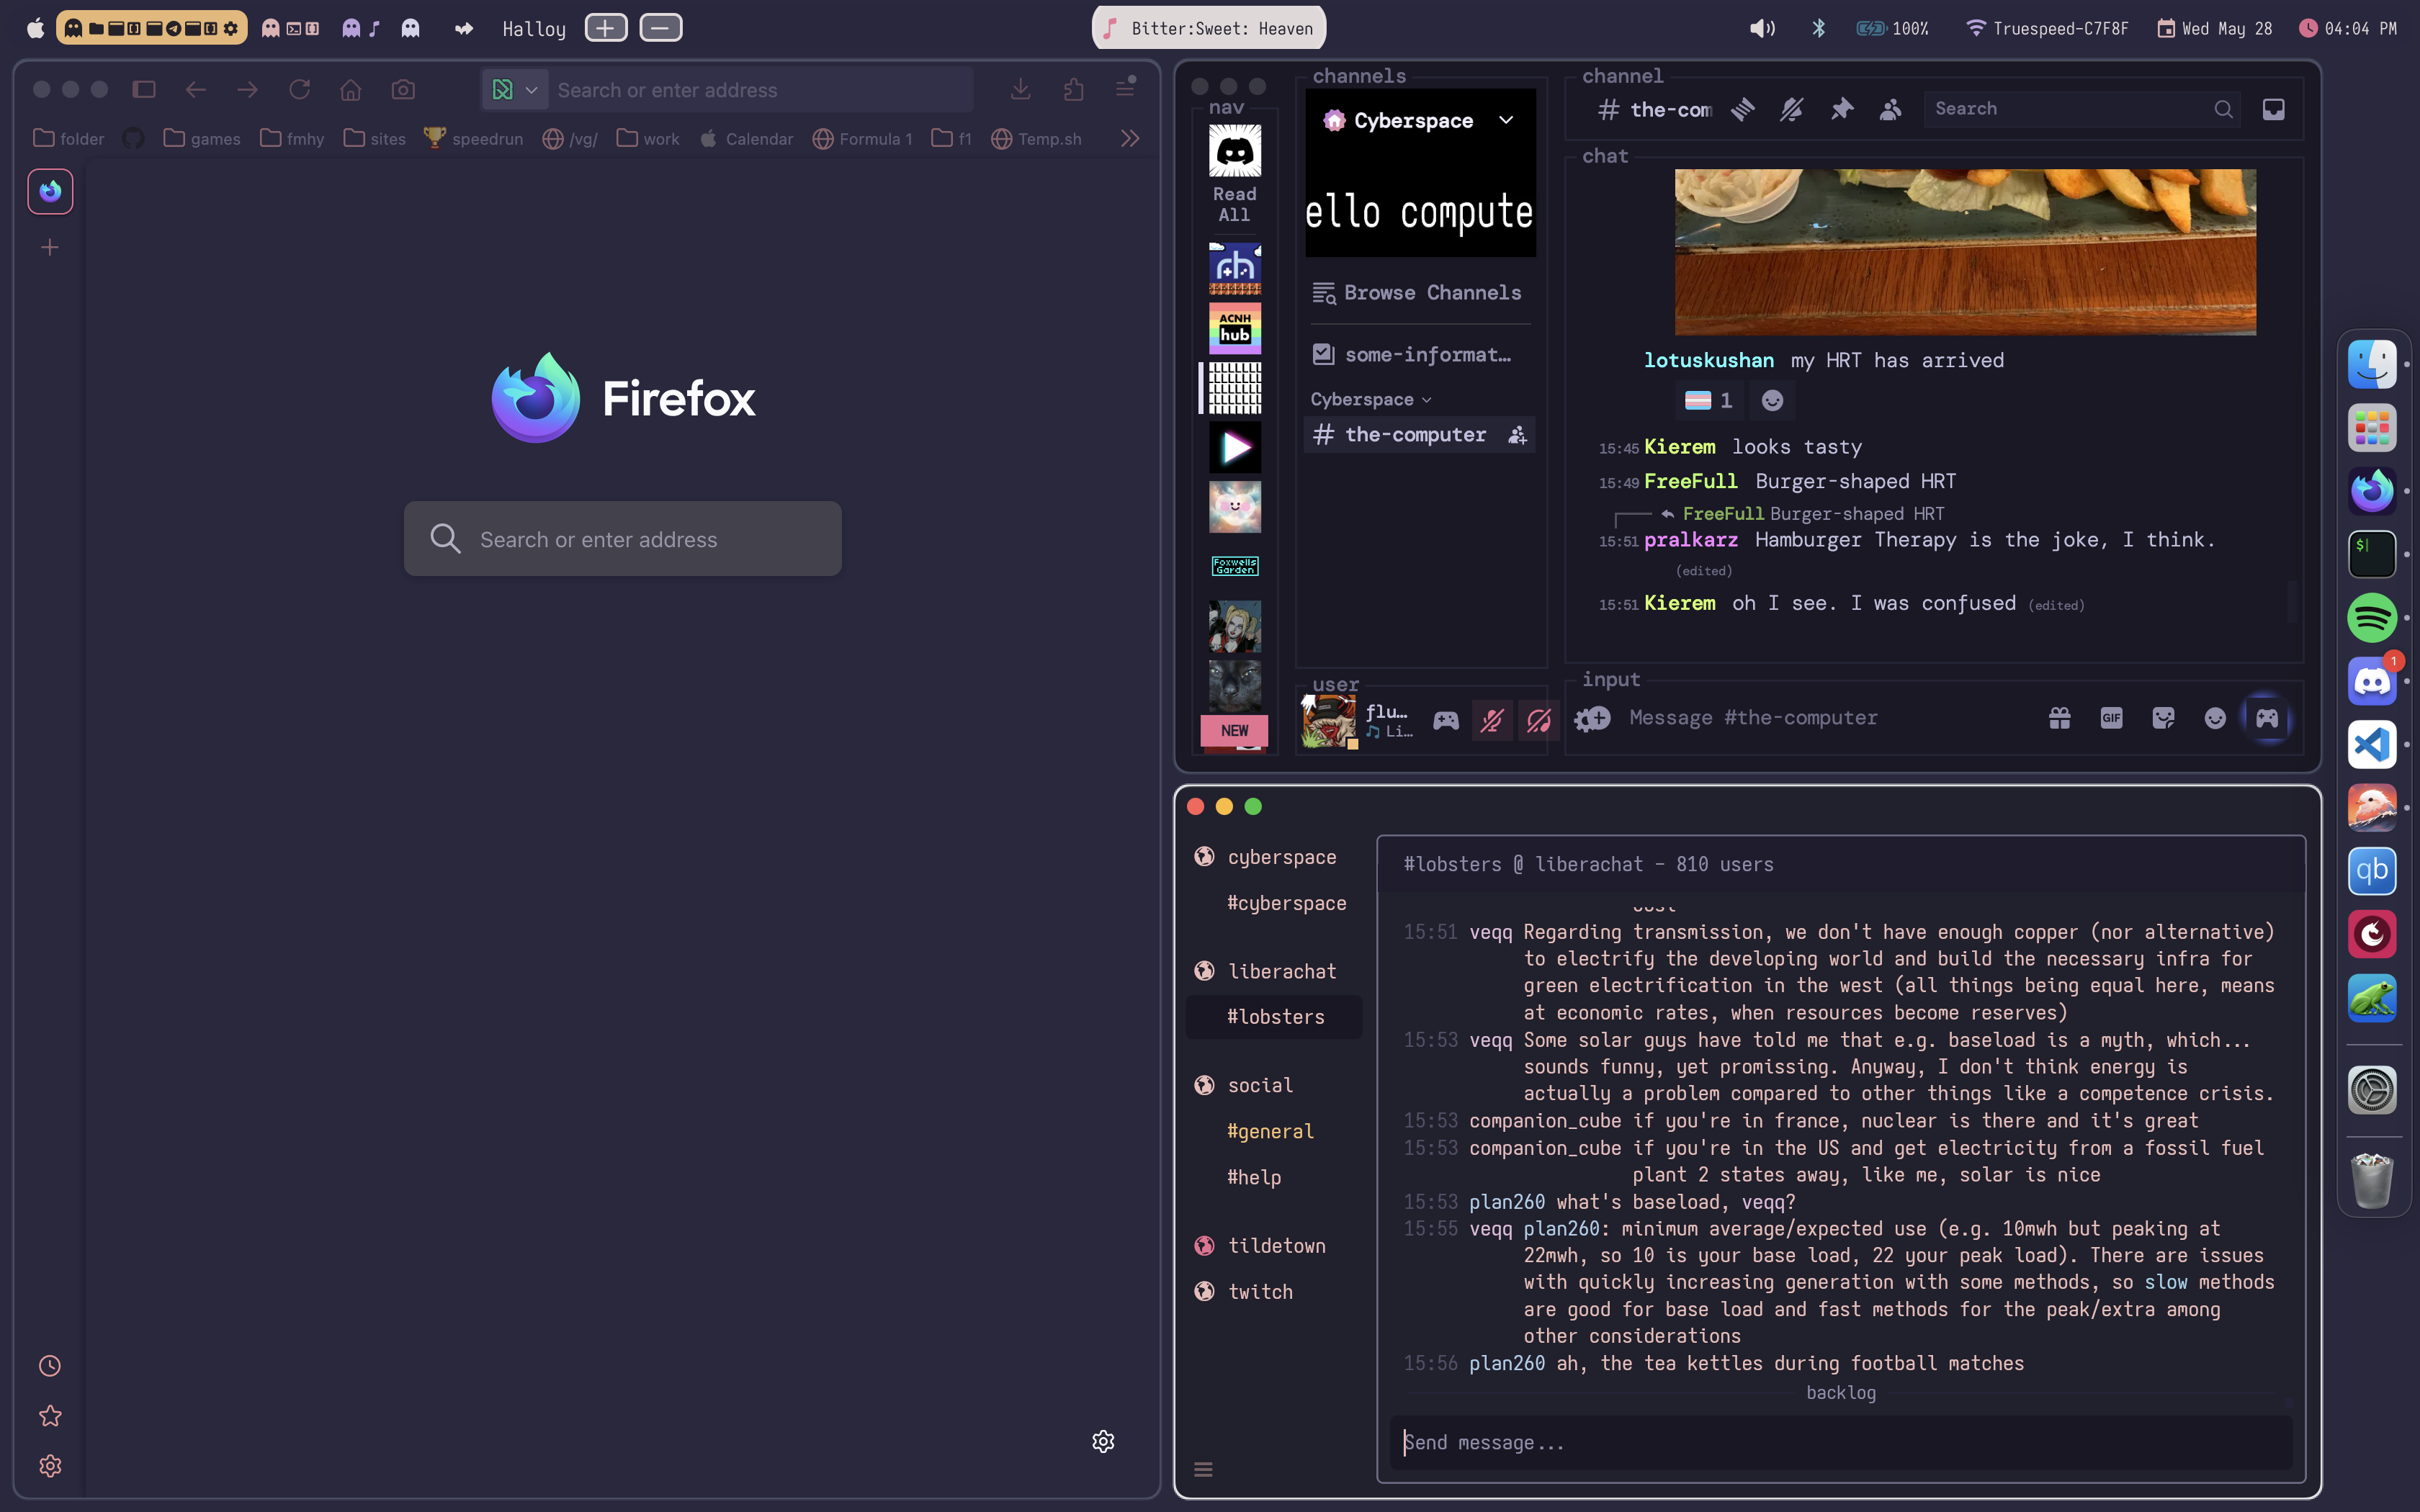 Halloy
Bitter:Sweet: Heaven
100%
Truespeed-C7F8F
Wed May 28
04:04 PM
Search or enter address
folder
games
fmhy
sites
speedrun
/vg/
work
Calendar
Formula 1
f1
Temp.sh
Firefox
Search or enter address
nav
Read
All
ACNH
hub
Foxwells
Garden
NEW
channels
Cyberspace
ello compute
Browse Channels
some-informat…
Cyberspace
# the-computer
user
flu…
Li…
channel
# the-com
Search
chat
lotuskushan my HRT has arrived
1
15:45 Kierem looks tasty
15:49 FreeFull Burger-shaped HRT
FreeFull Burger-shaped HRT
15:51 pralkarz Hamburger Therapy is the joke, I think.
(edited)
15:51 Kierem oh I see. I was confused (edited)
input
Message #the-computer
GIF
cyberspace
#cyberspace
liberachat
#lobsters
social
#general
#help
tildetown
twitch
#lobsters @ liberachat - 810 users
15:51 veqq Regarding transmission, we don't have enough copper (nor alternative)
to electrify the developing world and build the necessary infra for
green electrification in the west (all things being equal here, means
at economic rates, when resources become reserves)
15:53 veqq Some solar guys have told me that e.g. baseload is a myth, which...
sounds funny, yet promissing. Anyway, I don't think energy is
actually a problem compared to other things like a competence crisis.
15:53 companion_cube if you're in france, nuclear is there and it's great
15:53 companion_cube if you're in the US and get electricity from a fossil fuel
plant 2 states away, like me, solar is nice
15:53 plan260 what's baseload, veqq?
15:55 veqq plan260: minimum average/expected use (e.g. 10mwh but peaking at
22mwh, so 10 is your base load, 22 your peak load). There are issues
with quickly increasing generation with some methods, so slow methods
are good for base load and fast methods for the peak/extra among
other considerations
15:56 plan260 ah, the tea kettles during football matches
backlog
Send message...
$
1
qb